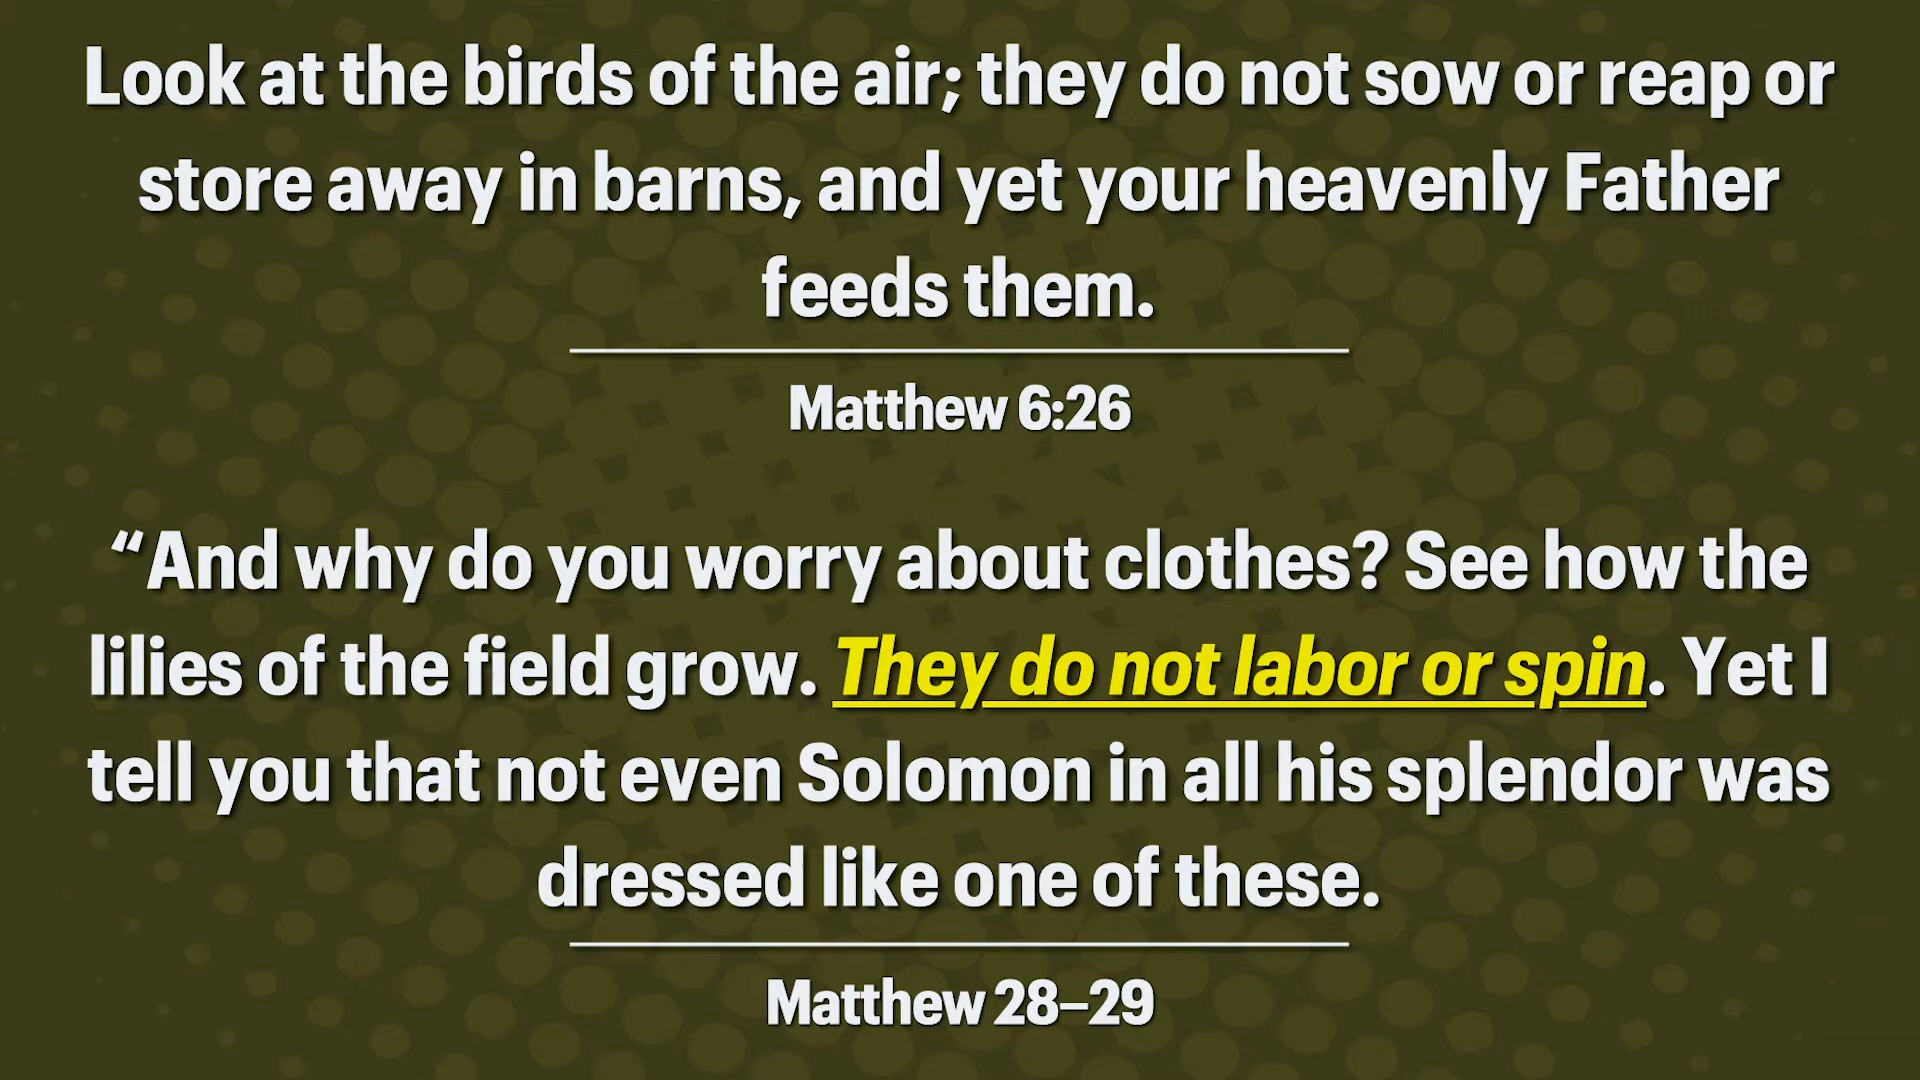 Look at the birds of the air; they do not sow or reap or
store away in barns, and yet your heavenly Father
feeds them.
Matthew 6:26
“And why do you worry about clothes? See how the
lilies of the field grow. They do not labor or spin. Yet I
tell you that not even Solomon in all his splendor was
dressed like one of these.
Matthew 28–29